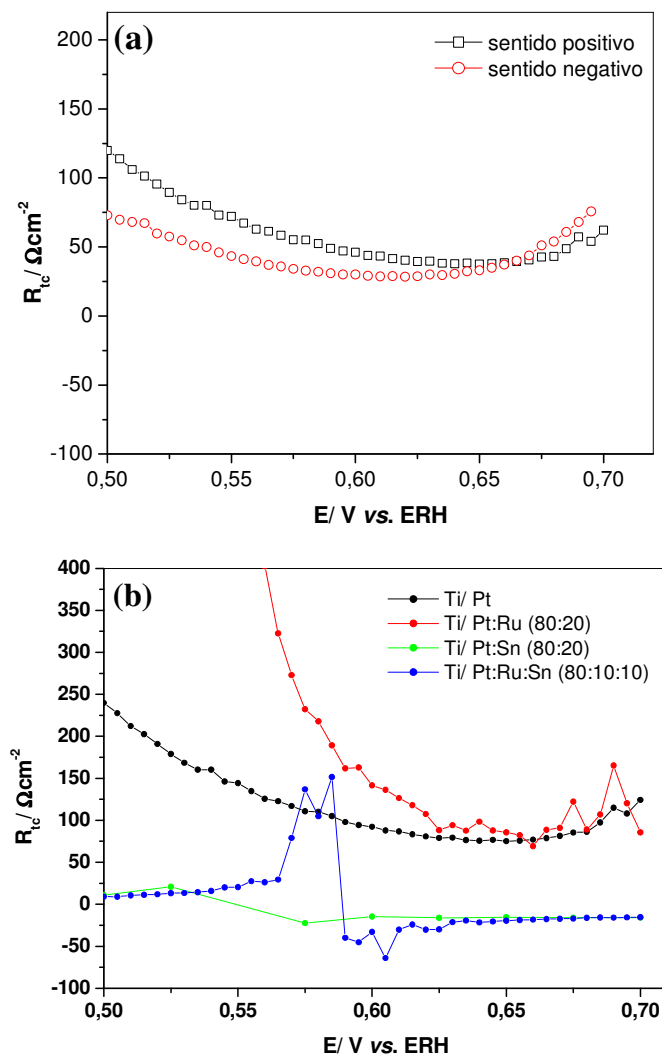 (a)
sentido positivo
sentido negativo
200
150
100
50
0
-50
-100
R_tc/ Ωcm⁻²
0,50 0,55 0,60 0,65 0,70
E/ V vs. ERH
(b)
Ti/ Pt
Ti/ Pt:Ru (80:20)
Ti/ Pt:Sn (80:20)
Ti/ Pt:Ru:Sn (80:10:10)
400
350
300
250
200
150
100
50
0
-50
-100
R_tc/ Ωcm⁻²
0,50 0,55 0,60 0,65 0,70
E/ V vs. ERH